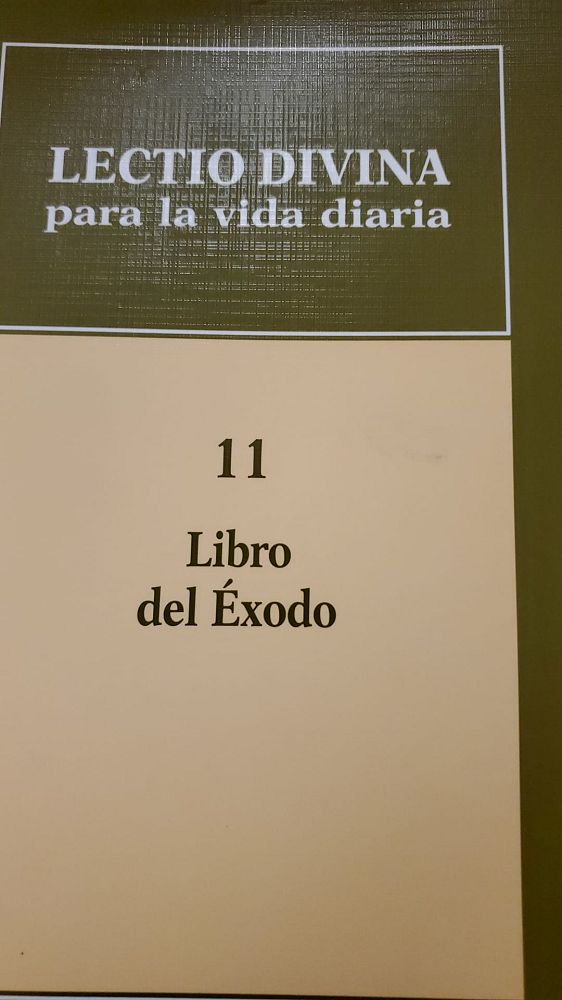 LECTIO DIVINA
para la vida diaria
11
Libro
del Éxodo